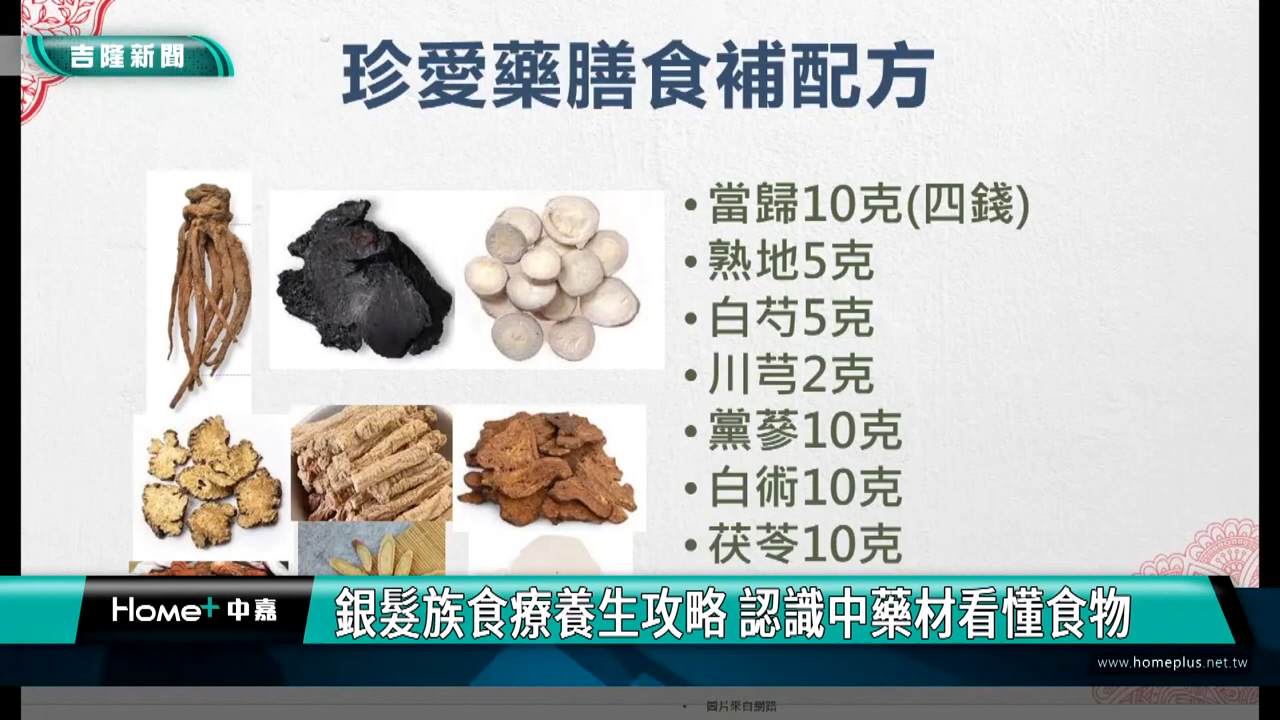 吉隆新聞
珍愛藥膳食補配方
• 當歸10克(四錢)
• 熟地5克
• 白芍5克
• 川芎2克
• 黨蔘10克
• 白術10克
• 茯苓10克
Home+中嘉
銀髮族食療養生攻略 認識中藥材看懂食物
www.homeplus.net.tw
• 圖片來自網路